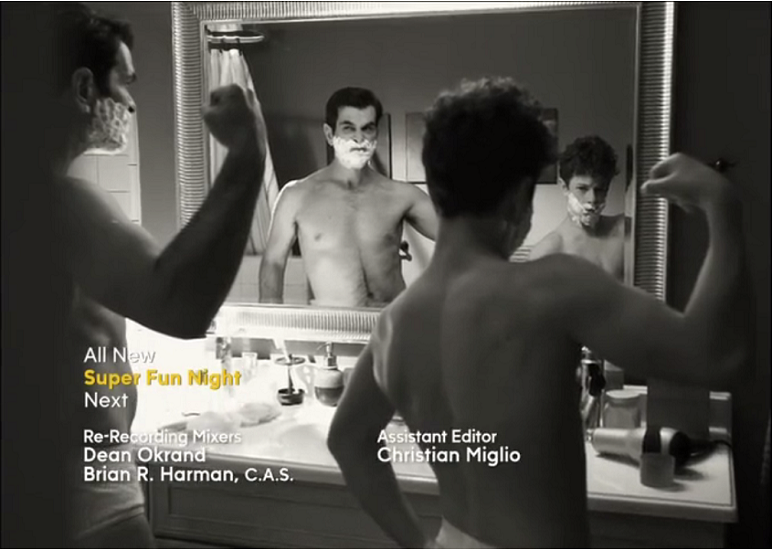 All New
Super Fun Night
Next
Re-Recording Mixers
Dean Okrand
Brian R. Harman, C.A.S.
Assistant Editor
Christian Miglio